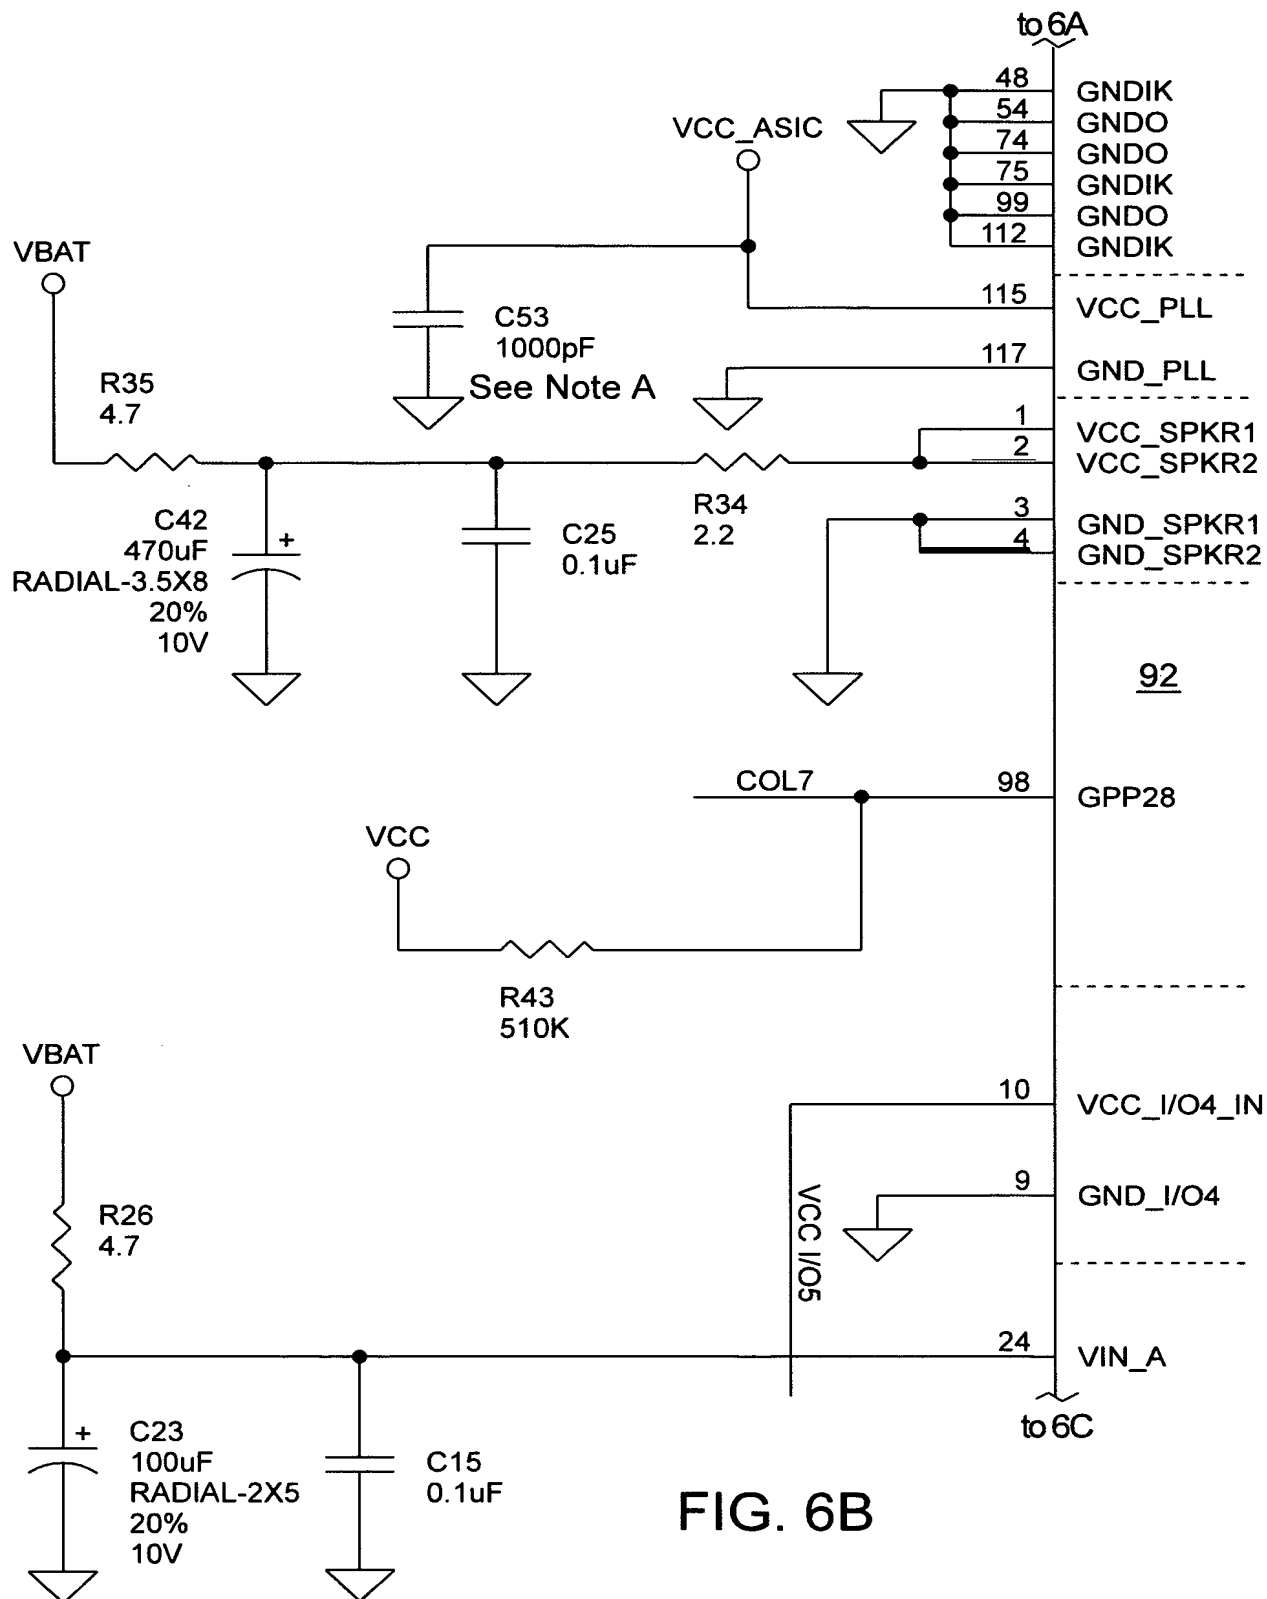 to 6A
48 GNDIK
54 GNDO
74 GNDO
75 GNDIK
99 GNDO
112 GNDIK
VCC_ASIC
VBAT
115 VCC_PLL
C53
1000pF
See Note A
117 GND_PLL
R35
4.7
1 VCC_SPKR1
2 VCC_SPKR2
R34
2.2
3 GND_SPKR1
4 GND_SPKR2
C42
470uF
RADIAL-3.5X8
20%
10V
+
C25
0.1uF
92
COL7
98 GPP28
VCC
R43
510K
VBAT
10 VCC_I/O4_IN
9 GND_I/O4
VCC I/O5
R26
4.7
24 VIN_A
to 6C
+
C23
100uF
RADIAL-2X5
20%
10V
C15
0.1uF
FIG. 6B